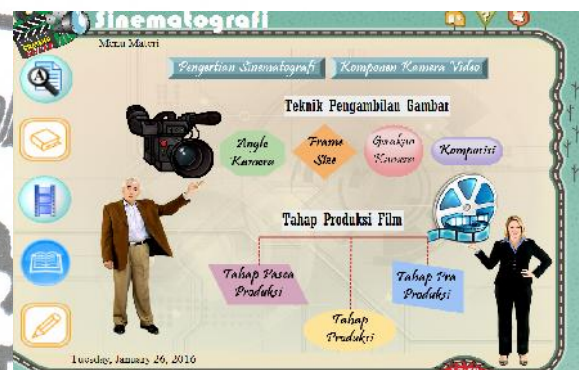 Sinematografi
Menu Materi
Pengertian Sinematografi
Komponen Kamera Video
Teknik Pengambilan Gambar
Angle
Kamera
Frame
Size
Gerakan
Kamera
Komposisi
Tahap Produksi Film
Tahap Pasca
Produksi
Tahap Pra
Produksi
Tahap
Produksi
Tuesday, January 26, 2016